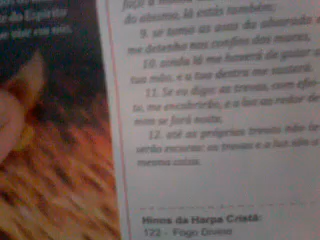 do Espírito
do abismo, lá estás também;
9. se tomo as asas da alvorada e
me detenho nos confins dos mares,
10. ainda lá me haverá de guiar a
tua mão, e a tua destra me susterá.
11. Se eu digo: as trevas, com efei-
to, me encobrirão, e a luz ao redor de
mim se fará noite,
12. até as próprias trevas não te
serão escuras: as trevas e a luz são a
mesma coisa.
Hinos da Harpa Cristã:
122 - Fogo Divino